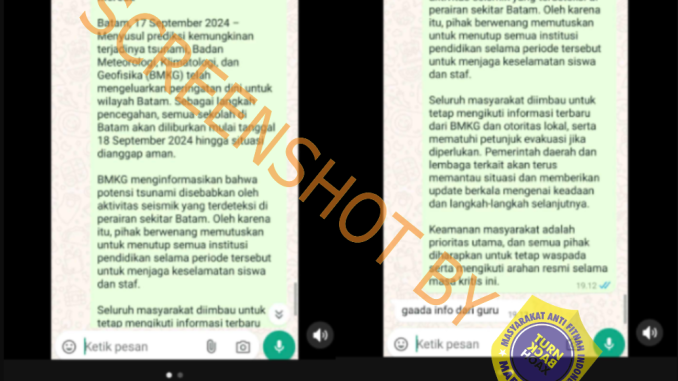 Batam, 17 September 2024 –
Menyusul prediksi kemungkinan
terjadinya tsunami, Badan
Meteorologi, Klimatologi, dan
Geofisika (BMKG) telah
mengeluarkan peringatan dini untuk
wilayah Batam. Sebagai langkah
pencegahan, semua sekolah di
Batam akan diliburkan mulai tanggal
18 September 2024 hingga situasi
dianggap aman.
BMKG menginformasikan bahwa
potensi tsunami disebabkan oleh
aktivitas seismik yang terdeteksi di
perairan sekitar Batam. Oleh karena
itu, pihak berwenang memutuskan
untuk menutup semua institusi
pendidikan selama periode tersebut
untuk menjaga keselamatan siswa
dan staf.
Seluruh masyarakat diimbau untuk
tetap mengikuti informasi terbaru
Ketik pesan
perairan sekitar Batam. Oleh karena
itu, pihak berwenang memutuskan
untuk menutup semua institusi
pendidikan selama periode tersebut
untuk menjaga keselamatan siswa
dan staf.
Seluruh masyarakat diimbau untuk
tetap mengikuti informasi terbaru
dari BMKG dan otoritas lokal, serta
mematuhi petunjuk evakuasi jika
diperlukan. Pemerintah daerah dan
lembaga terkait akan terus
memantau situasi dan memberikan
update berkala mengenai keadaan
dan langkah-langkah selanjutnya.
Keamanan masyarakat adalah
prioritas utama, dan semua pihak
diharapkan untuk tetap waspada
serta mengikuti arahan resmi selama
masa kritis ini.
19.12
gaada info dari guru
Ketik pesan
SCREENSHOT BY
MASYARAKAT ANTI FITNAH INDON
TURN
BACK